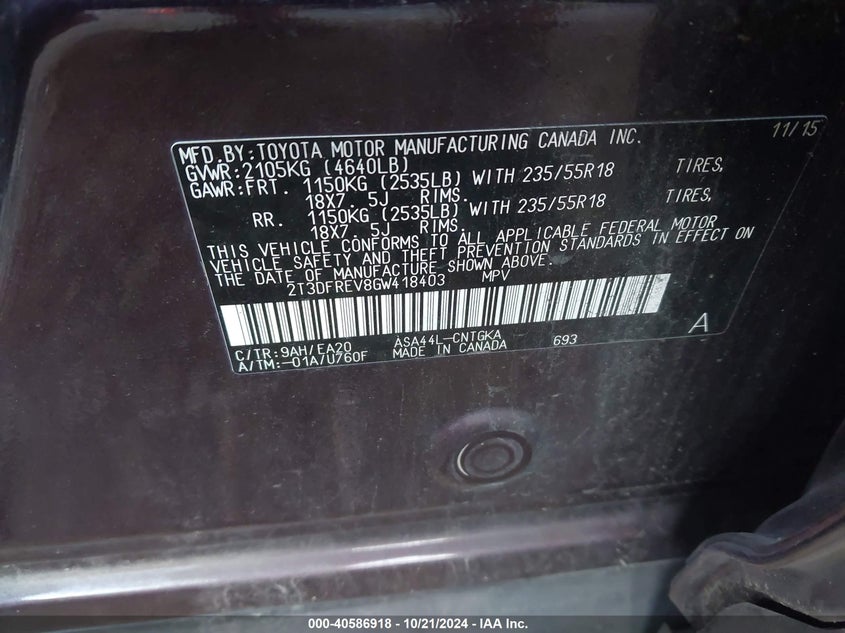 11/15
MFD.BY:TOYOTA MOTOR MANUFACTURING CANADA INC.
GVWR:2105KG (4640LB)
GAWR:FRT. 1150KG (2535LB) WITH 235/55R18 TIRES,
18X7. 5J RIMS.
RR. 1150KG (2535LB) WITH 235/55R18 TIRES,
18X7. 5J RIMS.
THIS VEHICLE CONFORMS TO ALL APPLICABLE FEDERAL MOTOR
VEHICLE SAFETY AND THEFT PREVENTION STANDARDS IN EFFECT ON
THE DATE OF MANUFACTURE SHOWN ABOVE.
2T3DFREV8GW418403 MPV
A
C/TR:9AH/EA20 ASA44L-CNTGKA
A/TM:-01A/U760F MADE IN CANADA 693
000-40586918 - 10/21/2024 - IAA Inc.